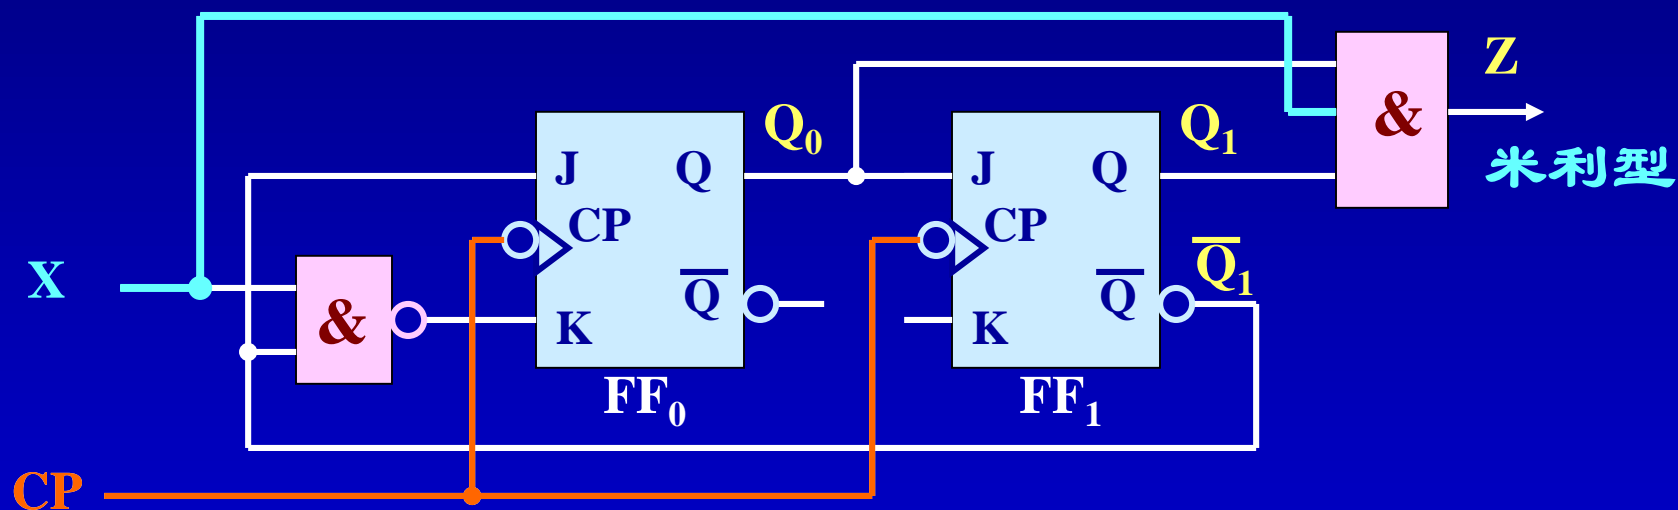 Z
Q₀
Q₁
&
J Q
J Q
米利型
CP
CP
X
Q̅₁
Q̅
Q̅
&
K
K
FF₀
FF₁
CP